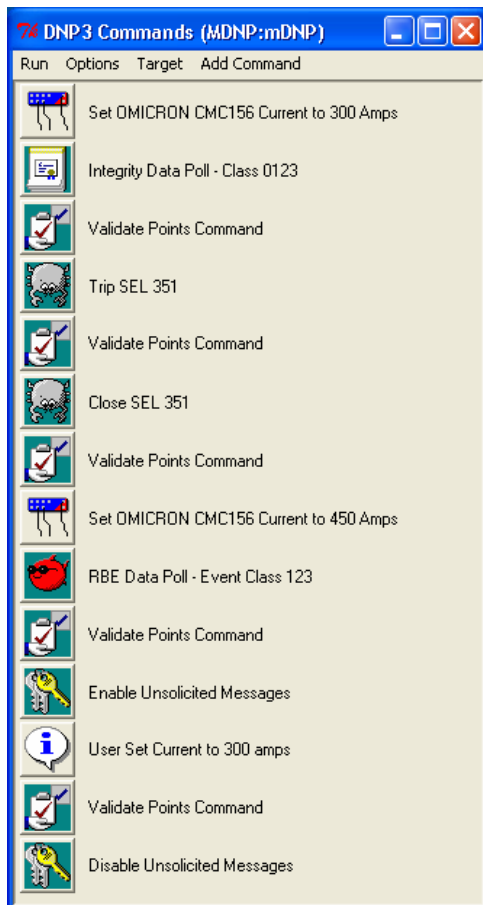 DNP3 Commands (MDNP:mDNP)
Run Options Target Add Command
Set OMICRON CMC156 Current to 300 Amps
Integrity Data Poll - Class 0123
Validate Points Command
Trip SEL 351
Validate Points Command
Close SEL 351
Validate Points Command
Set OMICRON CMC156 Current to 450 Amps
RBE Data Poll - Event Class 123
Validate Points Command
Enable Unsolicited Messages
User Set Current to 300 amps
Validate Points Command
Disable Unsolicited Messages